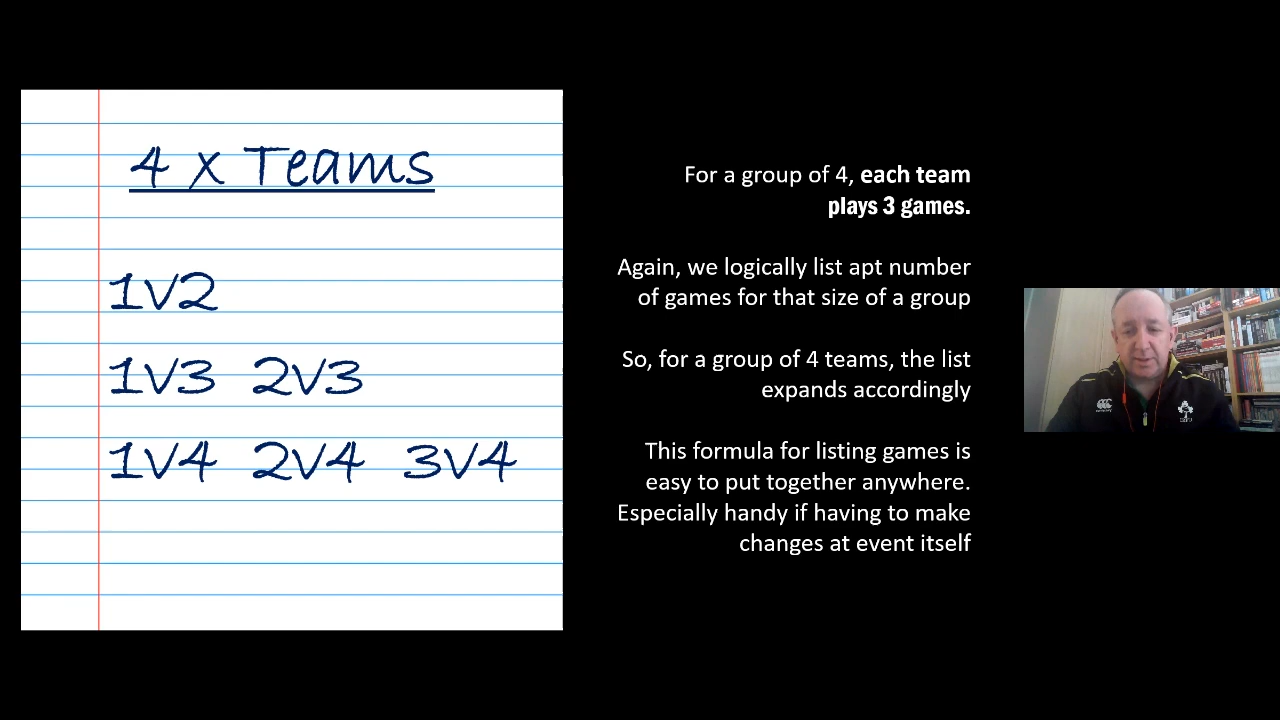 4 x Teams
1V2
1V3 2V3
1V4 2V4 3V4
For a group of 4, each team
plays 3 games.
Again, we logically list apt number
of games for that size of a group
So, for a group of 4 teams, the list
expands accordingly
This formula for listing games is
easy to put together anywhere.
Especially handy if having to make
changes at event itself